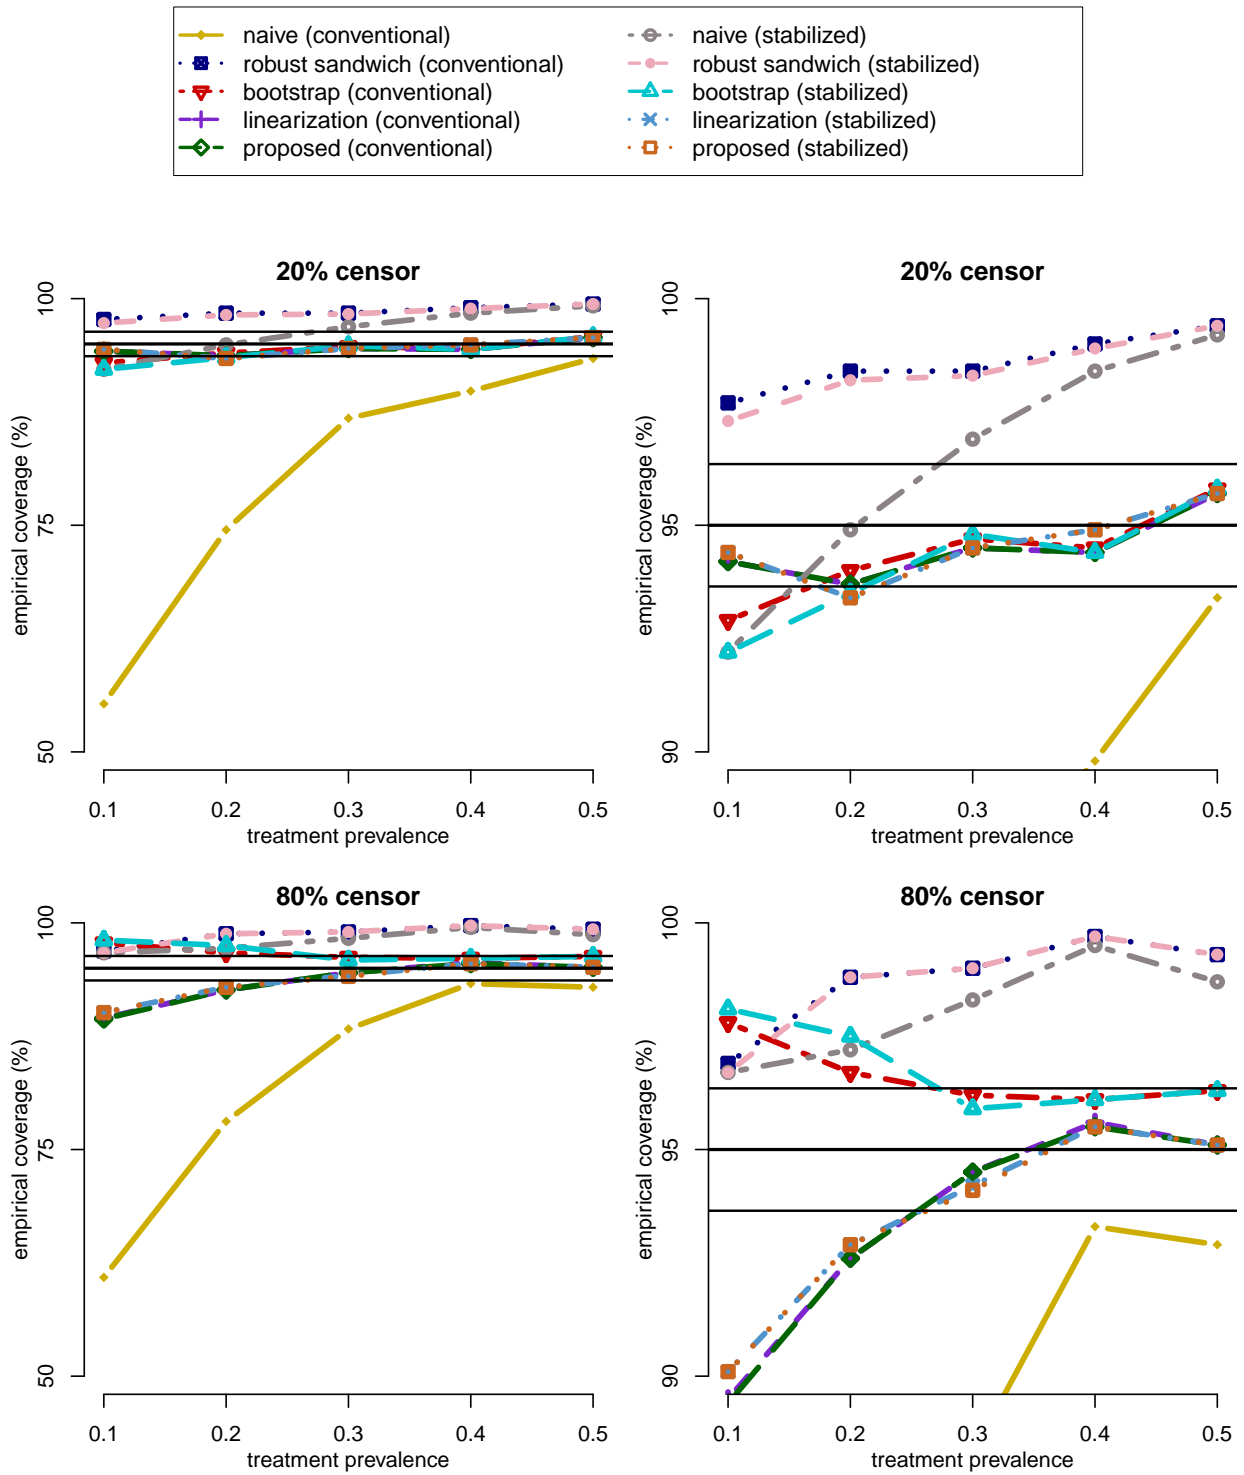 naive (conventional)
robust sandwich (conventional)
bootstrap (conventional)
linearization (conventional)
proposed (conventional)
naive (stabilized)
robust sandwich (stabilized)
bootstrap (stabilized)
linearization (stabilized)
proposed (stabilized)
20% censor
empirical coverage (%)
100
75
50
0.1 0.2 0.3 0.4 0.5
treatment prevalence
20% censor
empirical coverage (%)
100
95
90
0.1 0.2 0.3 0.4 0.5
treatment prevalence
80% censor
empirical coverage (%)
100
75
50
0.1 0.2 0.3 0.4 0.5
treatment prevalence
80% censor
empirical coverage (%)
100
95
90
0.1 0.2 0.3 0.4 0.5
treatment prevalence